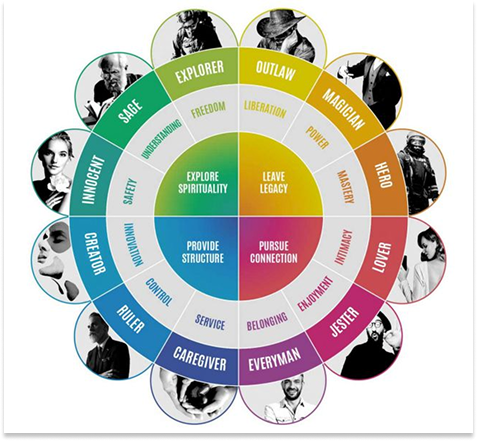 EXPLORER
OUTLAW
MAGICIAN
HERO
LOVER
JESTER
EVERYMAN
CAREGIVER
RULER
CREATOR
INNOCENT
SAGE
FREEDOM
LIBERATION
POWER
MASTERY
INTIMACY
ENJOYMENT
BELONGING
SERVICE
CONTROL
INNOVATION
SAFETY
UNDERSTANDING
EXPLORE
SPIRITUALITY
LEAVE
LEGACY
PROVIDE
STRUCTURE
PURSUE
CONNECTION